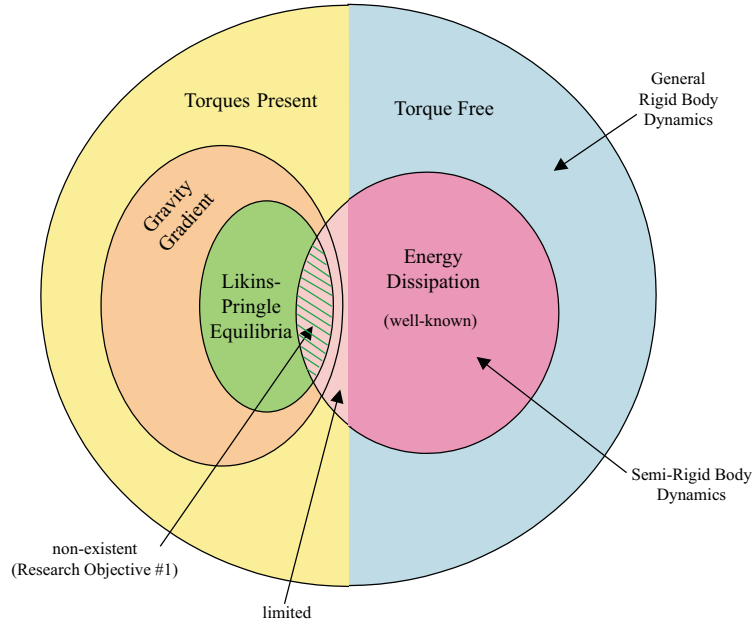 General
Rigid Body
Dynamics
Torques Present
Torque Free
Gravity
Gradient
Likins-
Pringle
Equilibria
Energy
Dissipation
(well-known)
Semi-Rigid Body
Dynamics
non-existent
(Research Objective #1)
limited